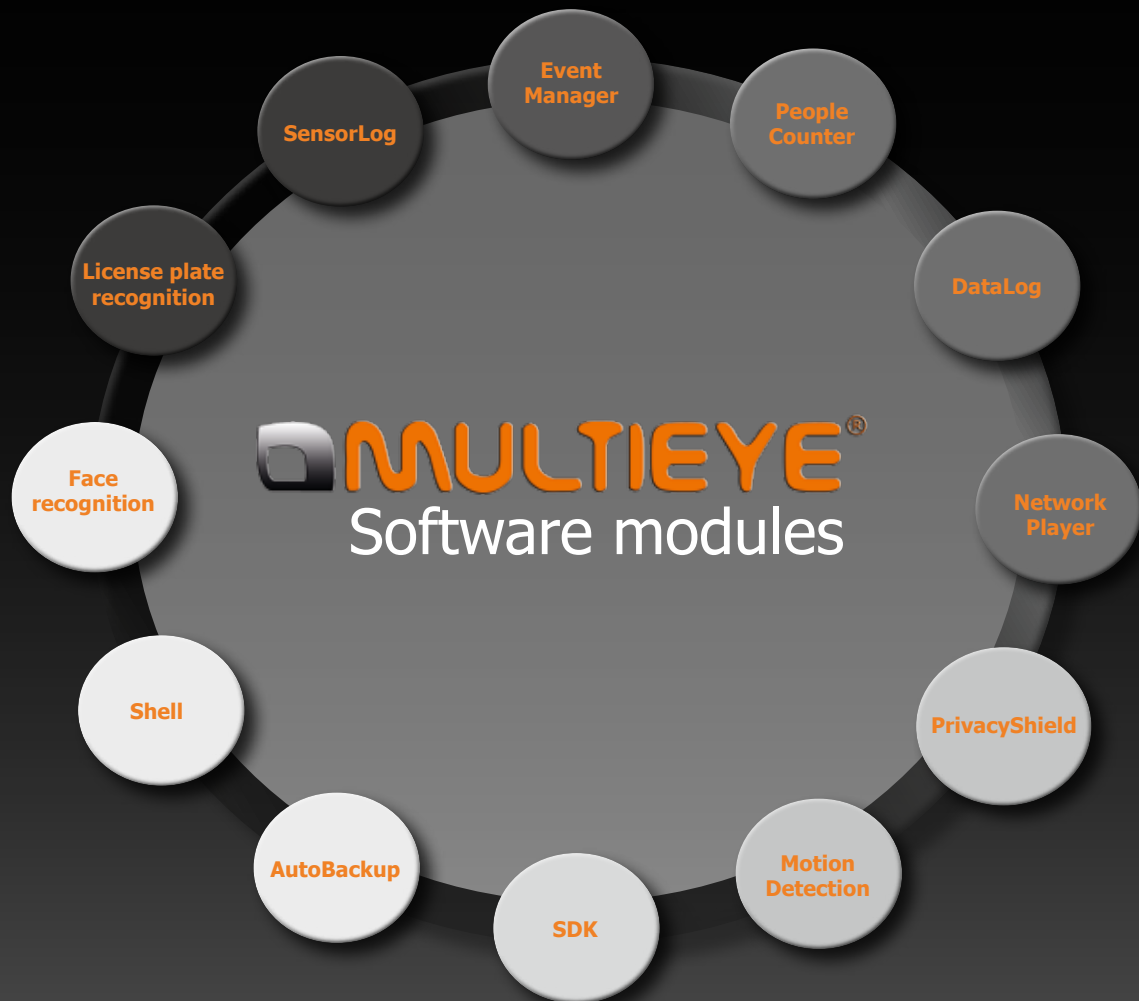 Event
Manager
People
Counter
SensorLog
License plate
recognition
DataLog
MULTIEYE®
Software modules
Face
recognition
Network
Player
Shell
PrivacyShield
AutoBackup
Motion
Detection
SDK